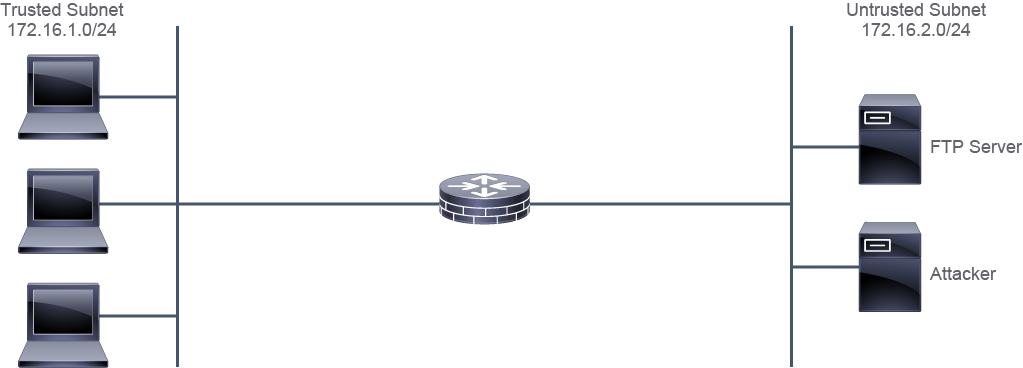 Trusted Subnet
172.16.1.0/24
Untrusted Subnet
172.16.2.0/24
FTP Server
Attacker